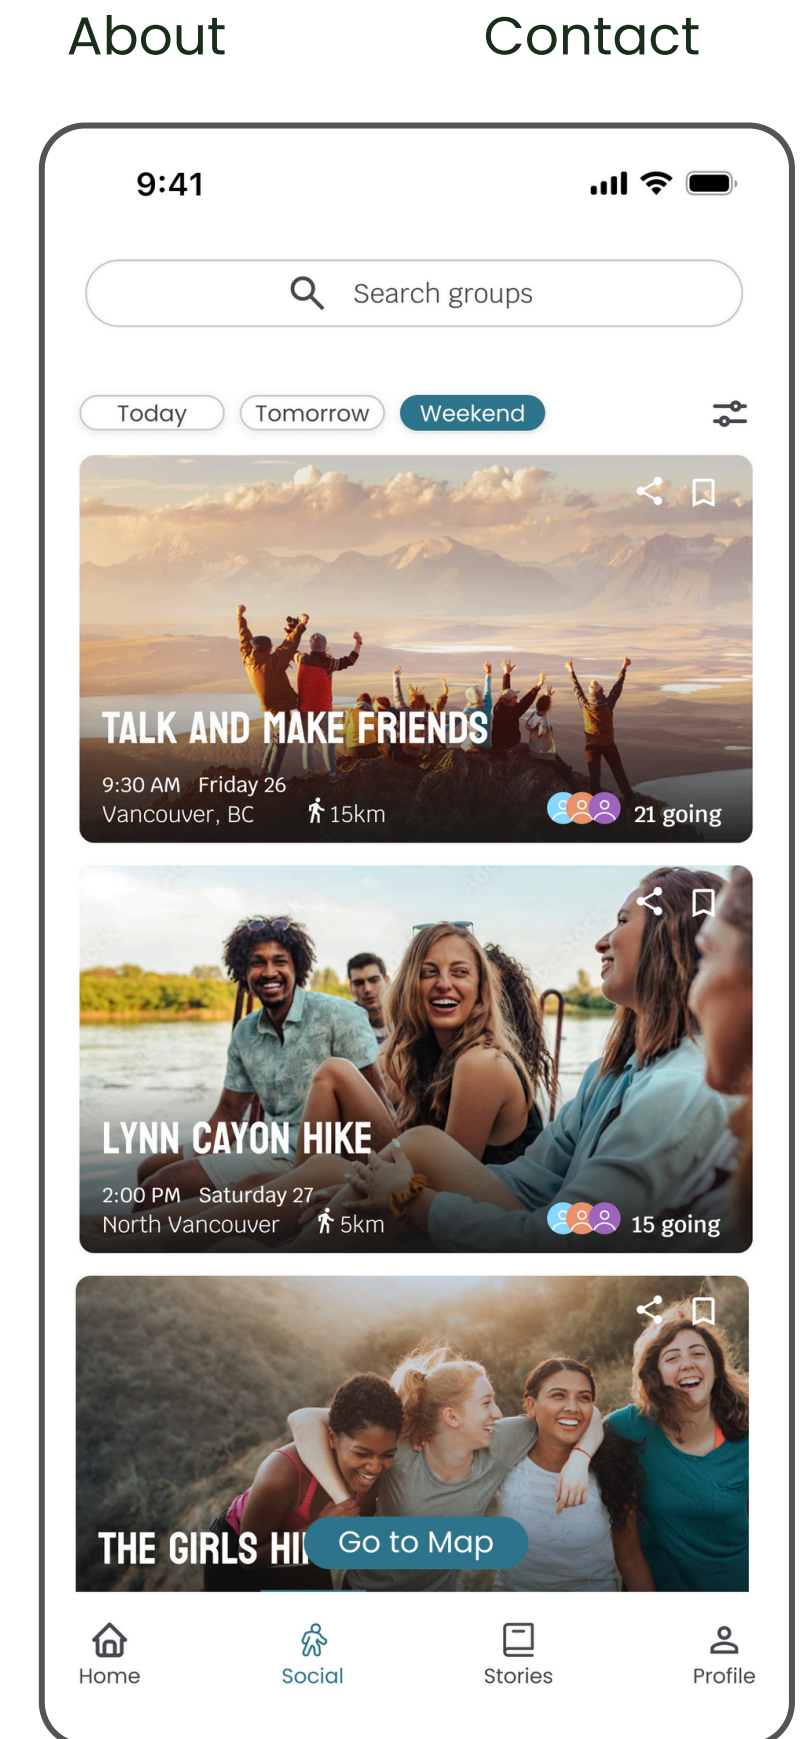 About Contact
9:41
Search groups
Today Tomorrow Weekend
TALK AND MAKE FRIENDS
9:30 AM Friday 26
Vancouver, BC 15km 21 going
LYNN CAYON HIKE
2:00 PM Saturday 27
North Vancouver 5km 15 going
THE GIRLS
Go to Map
Home Social Stories Profile